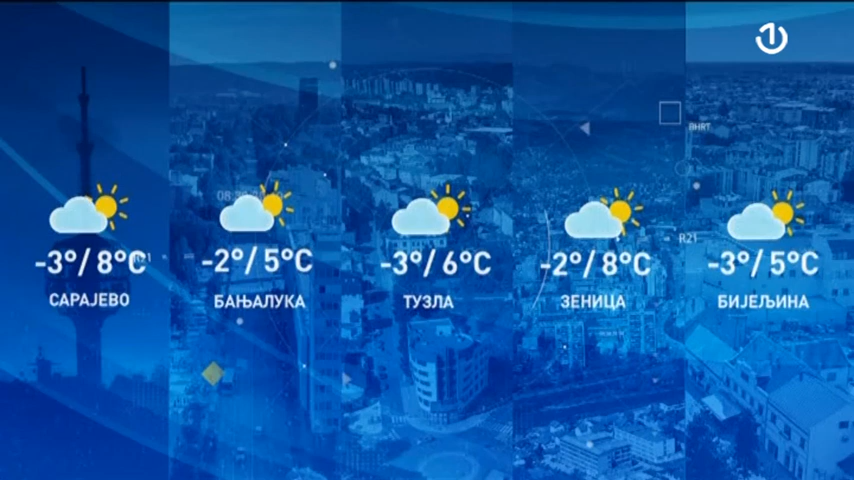 BHRT
R21
-3°/8°C
-2°/5°C
-3°/6°C
-2°/8°C
-3°/5°C
САРАЈЕВО
БАЊАЛУКА
ТУЗЛА
ЗЕНИЦА
БИЈЕЉИНА